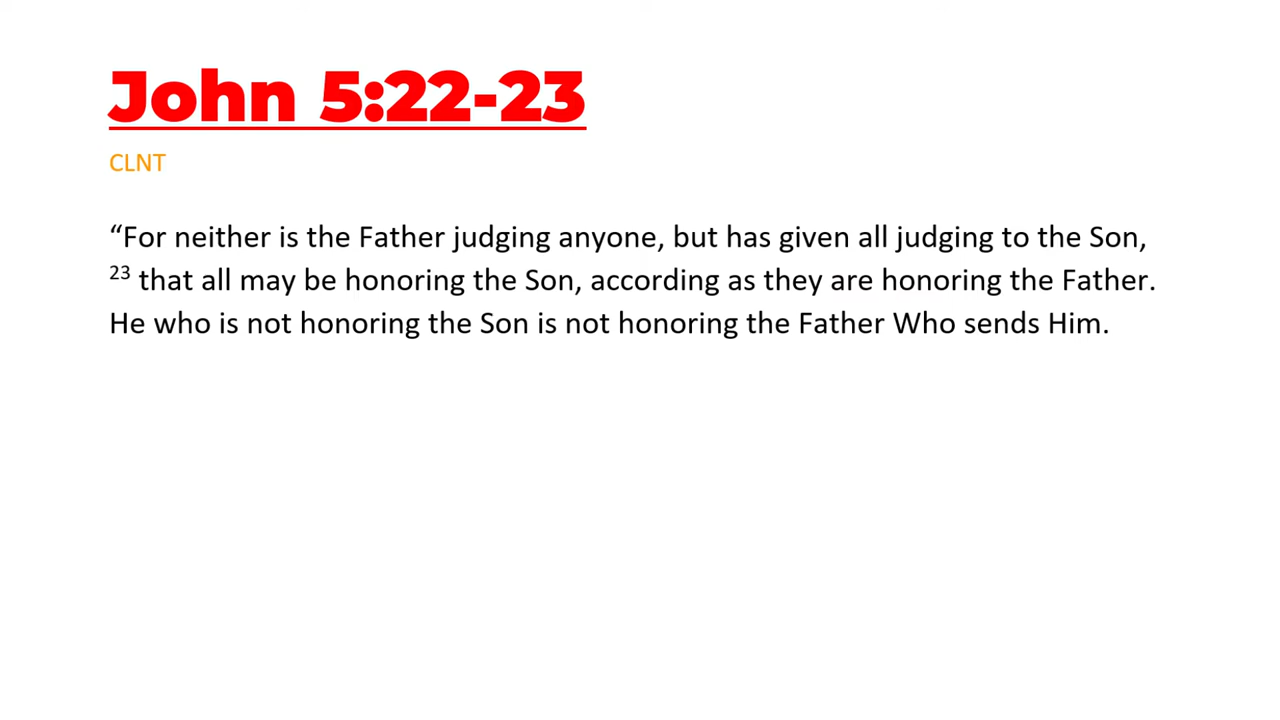 John 5:22-23
CLNT
“For neither is the Father judging anyone, but has given all judging to the Son,
23 that all may be honoring the Son, according as they are honoring the Father.
He who is not honoring the Son is not honoring the Father Who sends Him.